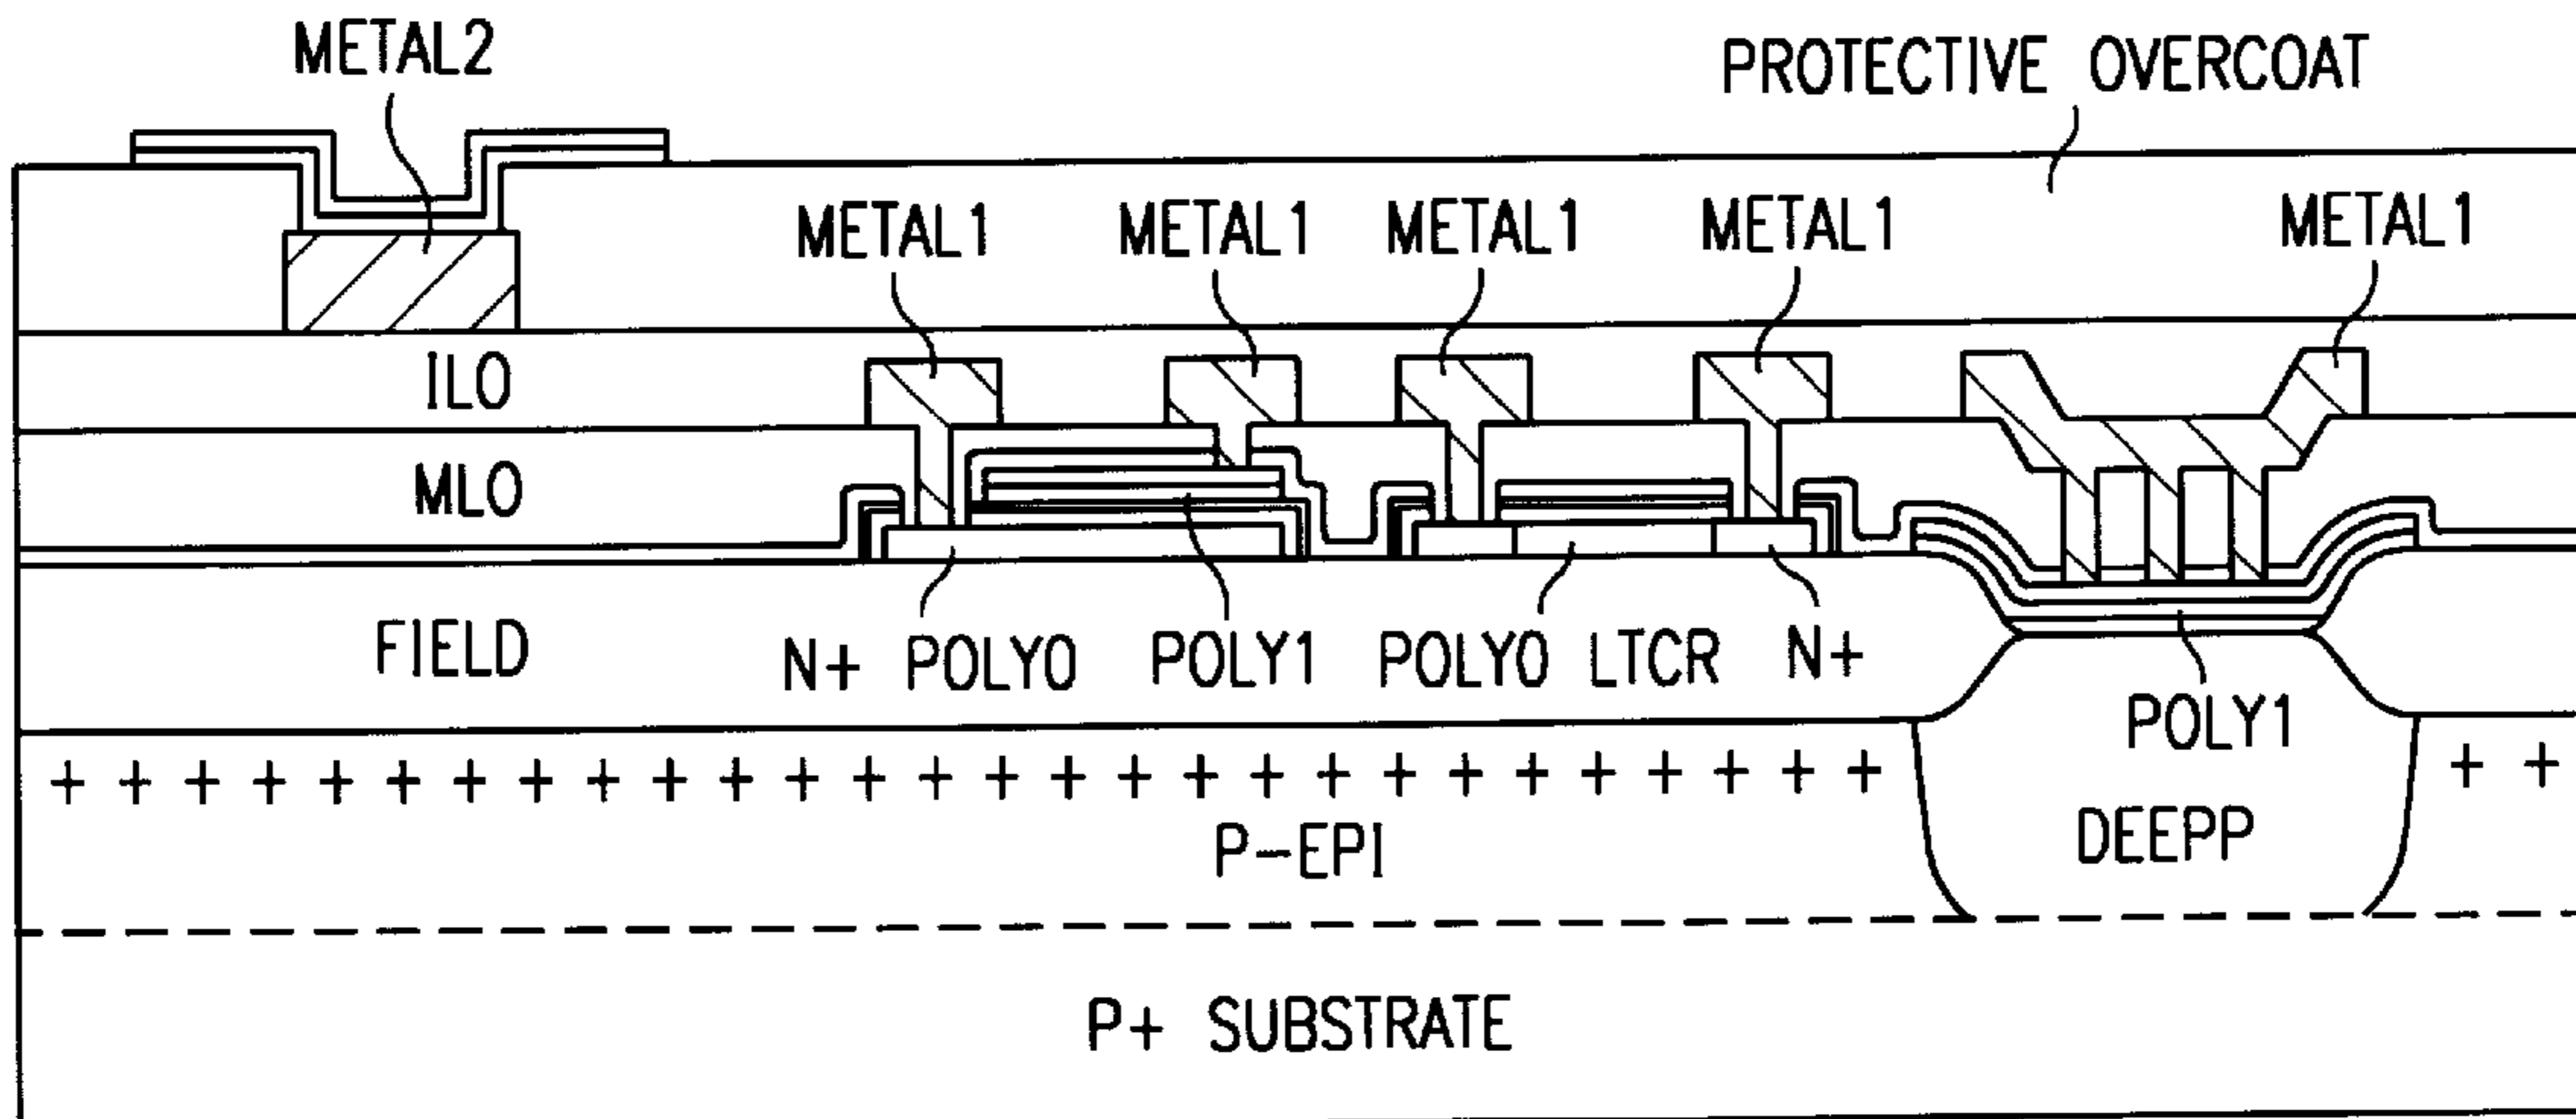 METAL2
PROTECTIVE OVERCOAT
METAL1
METAL1
METAL1
METAL1
METAL1
ILO
MLO
FIELD
N+ POLY0
POLY1
POLY0 LTCR
N+
POLY1
+ + + + + + + + + + + + + + + + + + + + + + + + + + + +
+ +
P-EPI
DEEPP
P+ SUBSTRATE